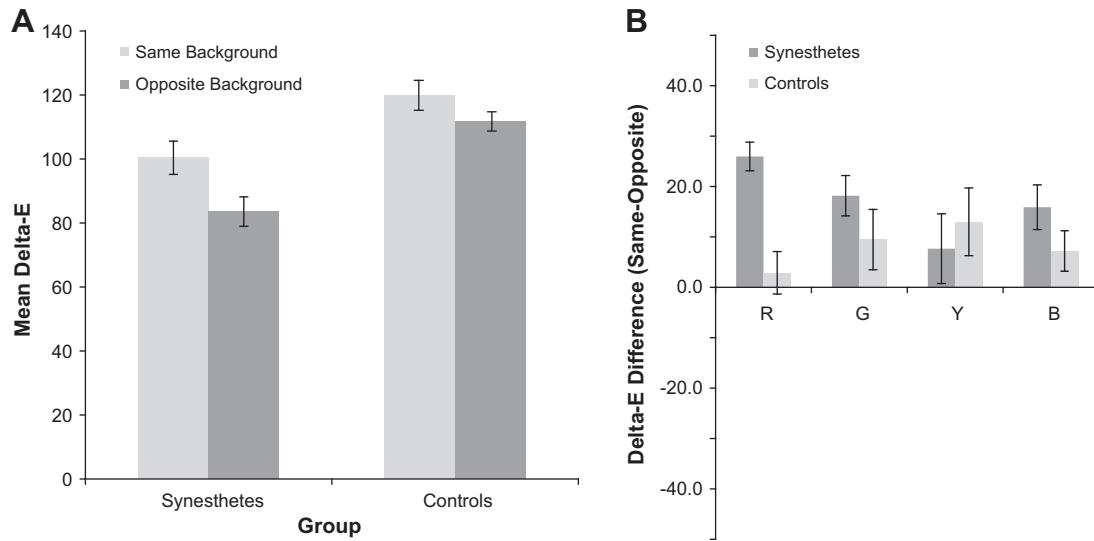 A
Mean Delta-E
140
120
100
80
60
40
20
0
Same Background
Opposite Background
Synesthetes
Controls
Group
B
Delta-E Difference (Same-Opposite)
40.0
20.0
0.0
-20.0
-40.0
Synesthetes
Controls
R
G
Y
B